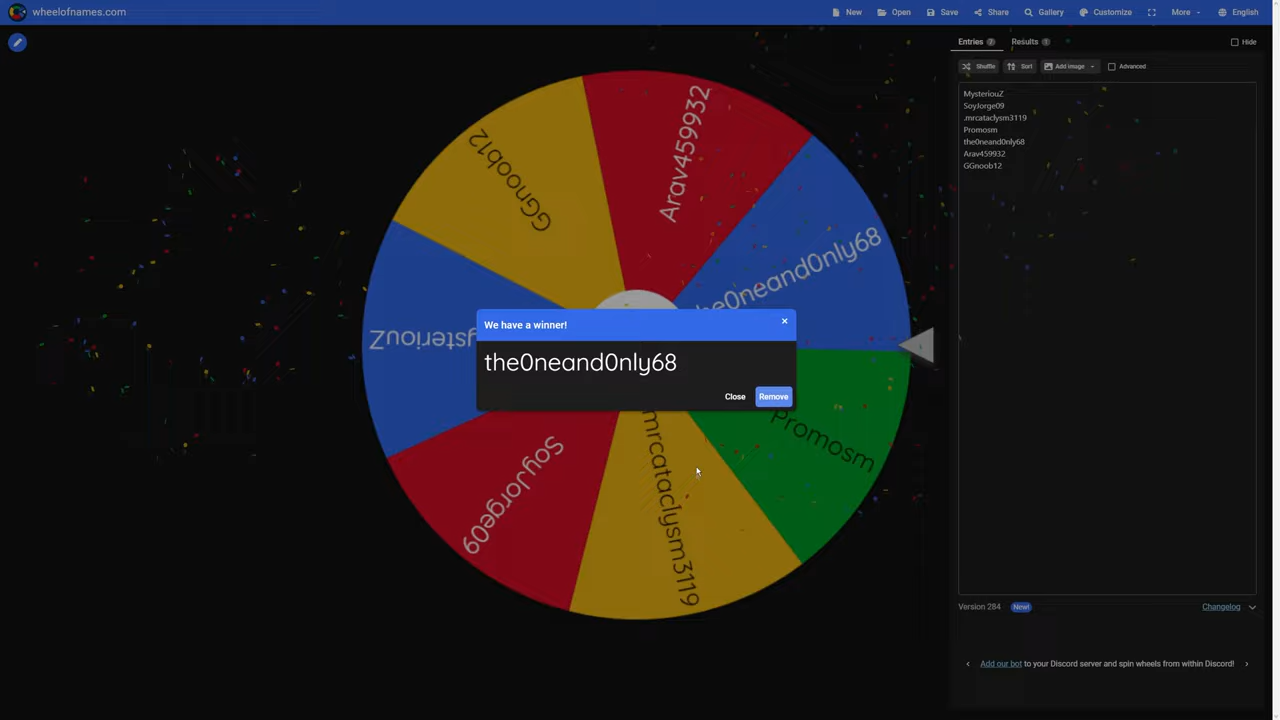 wheelofnames.com
New
Open
Save
Share
Gallery
Customize
More
English
Entries 7
Results 1
Hide
Shuffle
Sort
Add image
Advanced
MysteriouZ
SoyJorge09
.mrcataclysm3119
Promosm
the0neand0nly68
Arav459932
GGnoob12
GGnoob12
Arav459932
he0neand0nly68
ysteriouZ
We have a winner!
the0neand0nly68
Close
Remove
Promosm
mrcataclysm3119
SoyJorge09
Version 284
New!
Changelog
Add our bot to your Discord server and spin wheels from within Discord!